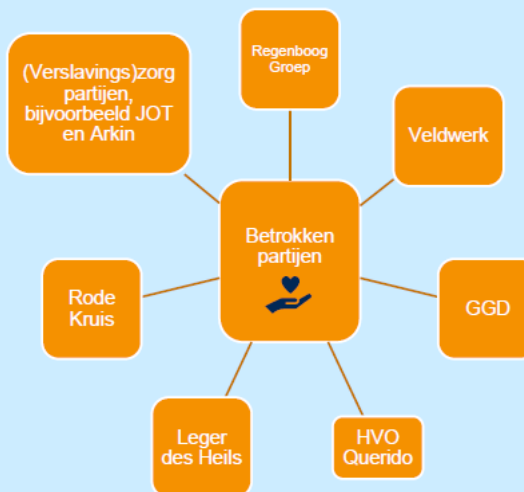 Regenboog
Groep
(Verslavings)zorg
partijen,
bijvoorbeeld JOT
en Arkin
Veldwerk
Betrokken
partijen
Rode
Kruis
GGD
Leger
des Heils
HVO
Querido